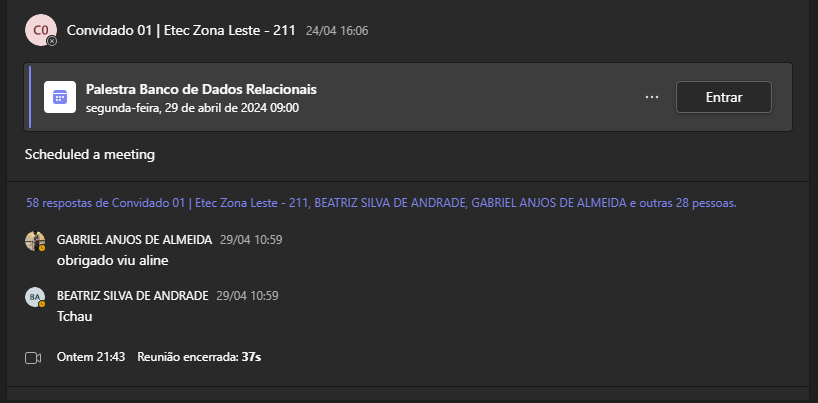 C0 Convidado 01 | Etec Zona Leste - 211 24/04 16:06
Palestra Banco de Dados Relacionais
segunda-feira, 29 de abril de 2024 09:00
... Entrar
Scheduled a meeting
58 respostas de Convidado 01 | Etec Zona Leste - 211, BEATRIZ SILVA DE ANDRADE, GABRIEL ANJOS DE ALMEIDA e outras 28 pessoas.
GABRIEL ANJOS DE ALMEIDA 29/04 10:59
obrigado viu aline
BA BEATRIZ SILVA DE ANDRADE 29/04 10:59
Tchau
Ontem 21:43 Reunião encerrada: 37s